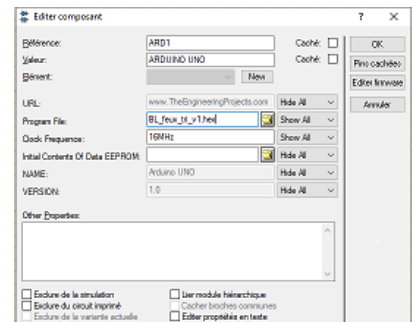 Editer composant ? ×
Référence: ARD1 Caché: OK
Valeur: ARDUINO UNO Caché: Pins cachées
Élément: New Editer firmware
URL: www.TheEngineeringProjects.com Hide All Annuler
Program File: BL_feux_tri_v1.hex Show All
Clock Frequence: 16MHz Show All
Initial Contents Of Data EEPROM: Hide All
NAME: Arduino UNO Hide All
VERSION: 1.0 Hide All
Other Properties:
Exclure de la simulation Lier module hiérarchique
Exclure du circuit imprimé Cacher broches communes
Exclure de la variante actuelle Editer propriétés en texte